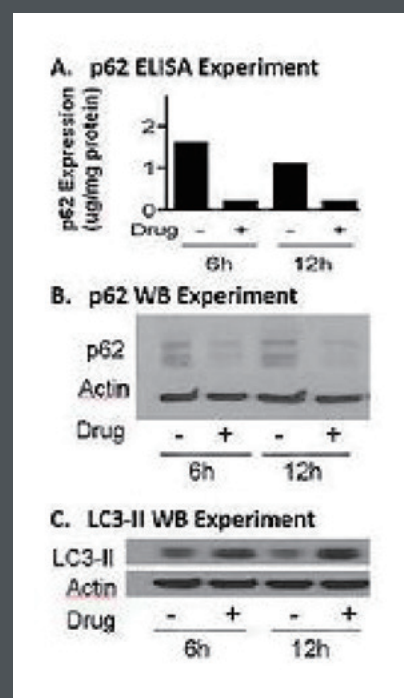 A. p62 ELISA Experiment
p62 Expression
(ug/mg protein)
2
1
0
Drug - + - +
6h 12h
B. p62 WB Experiment
p62
Actin
Drug - + - +
6h 12h
C. LC3-II WB Experiment
LC3-II
Actin
Drug - + - +
6h 12h